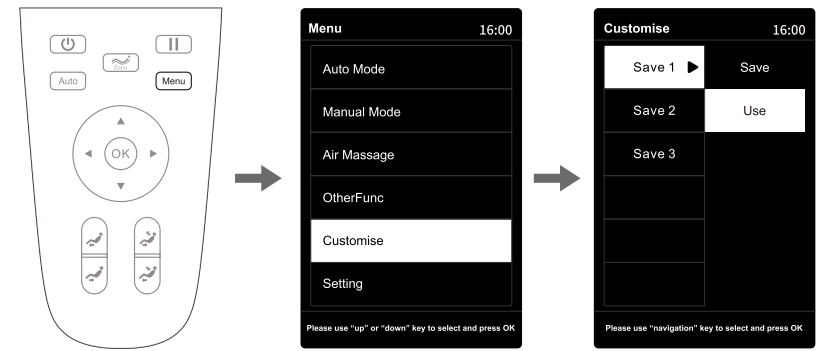 Zero
Auto
Menu
OK
Menu 16:00
Auto Mode
Manual Mode
Air Massage
OtherFunc
Customise
Setting
Please use “up” or “down” key to select and press OK
Customise 16:00
Save 1 Save
Save 2 Use
Save 3
Please use “navigation” key to select and press OK